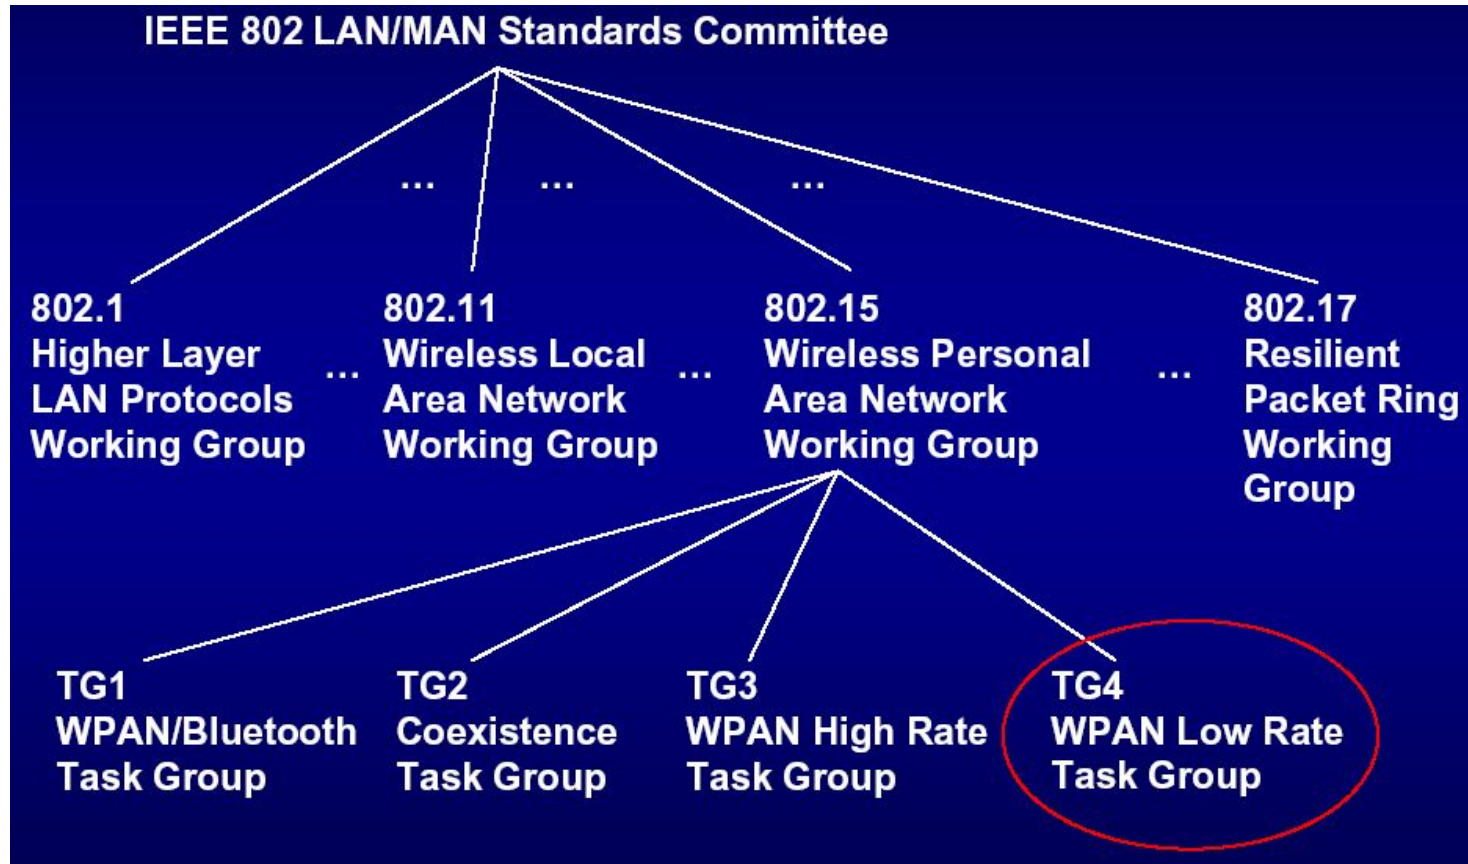 IEEE 802 LAN/MAN Standards Committee
... ... ...
802.1
Higher Layer
LAN Protocols
Working Group
...
802.11
Wireless Local
Area Network
Working Group
...
802.15
Wireless Personal
Area Network
Working Group
...
802.17
Resilient
Packet Ring
Working
Group
TG1
WPAN/Bluetooth
Task Group
TG2
Coexistence
Task Group
TG3
WPAN High Rate
Task Group
TG4
WPAN Low Rate
Task Group